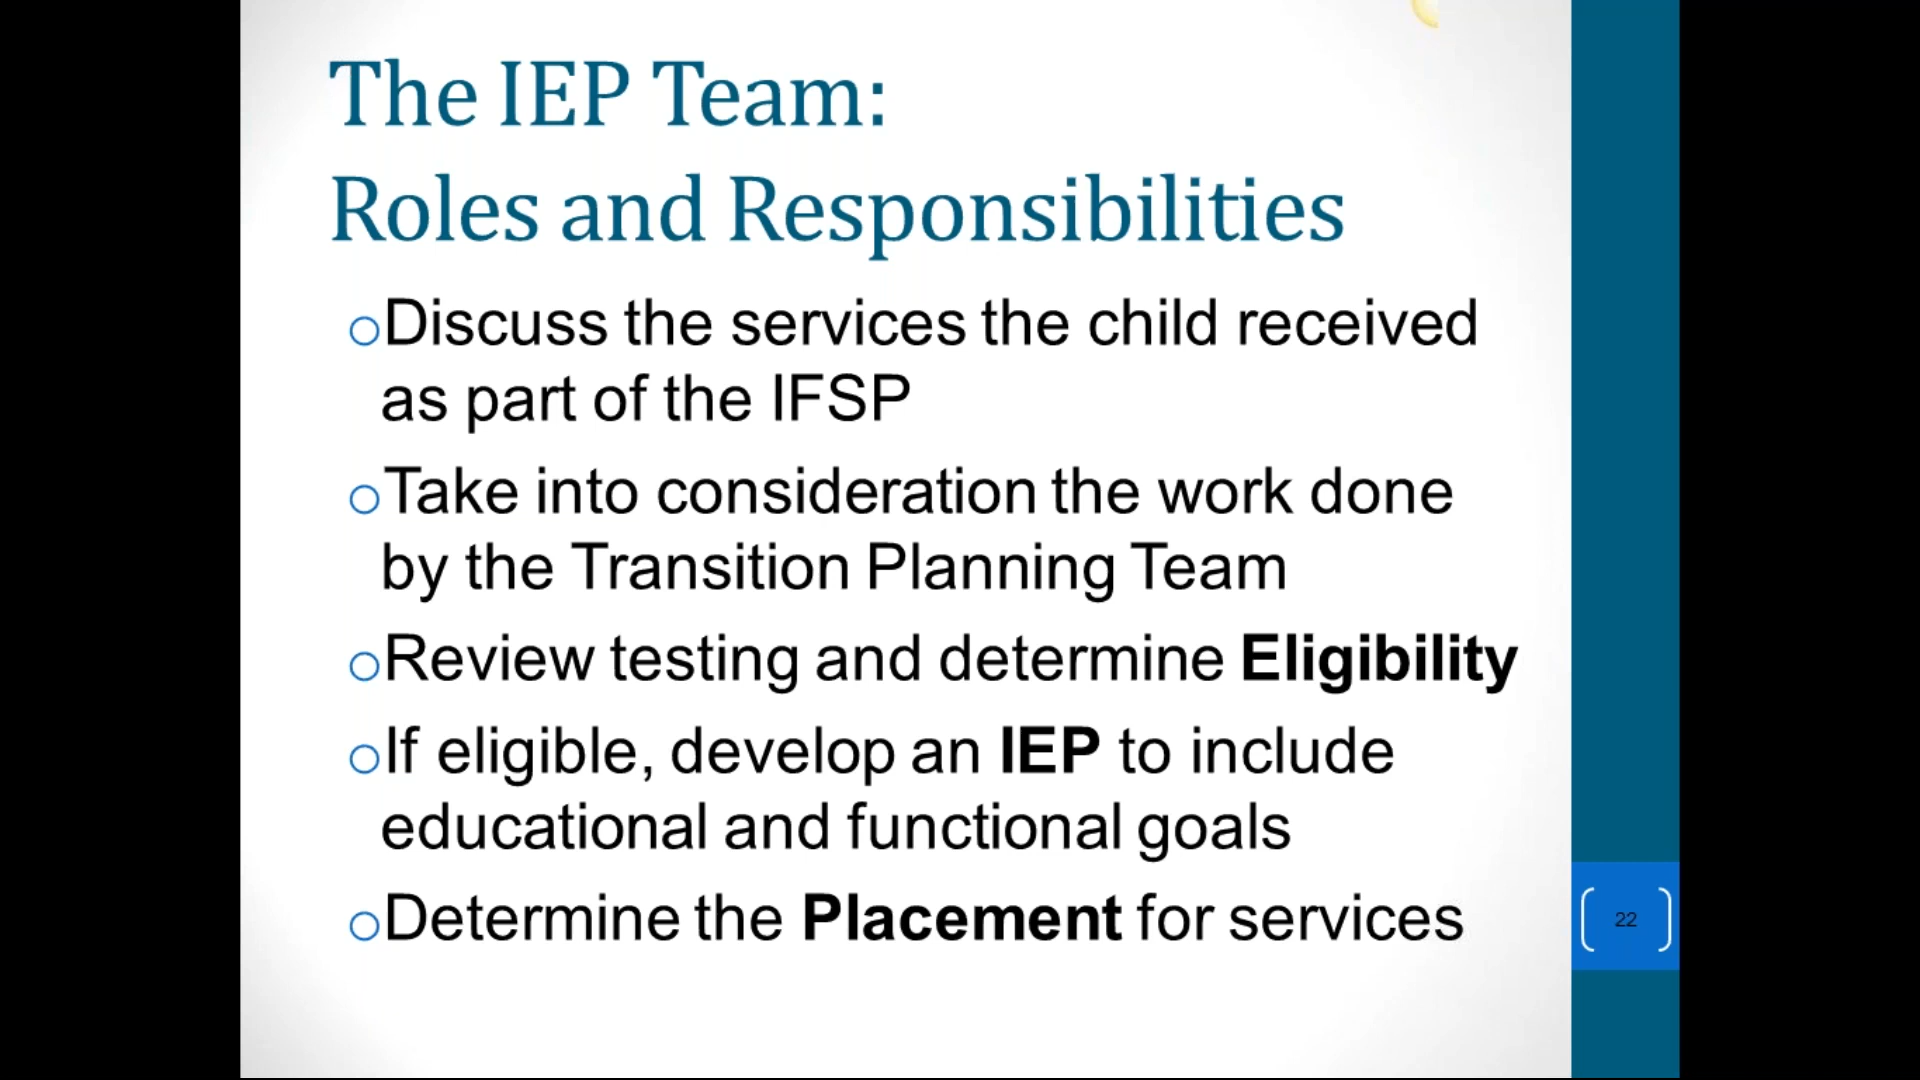 The IEP Team:
Roles and Responsibilities
oDiscuss the services the child received
as part of the IFSP
oTake into consideration the work done
by the Transition Planning Team
oReview testing and determine Eligibility
oIf eligible, develop an IEP to include
educational and functional goals
oDetermine the Placement for services
22